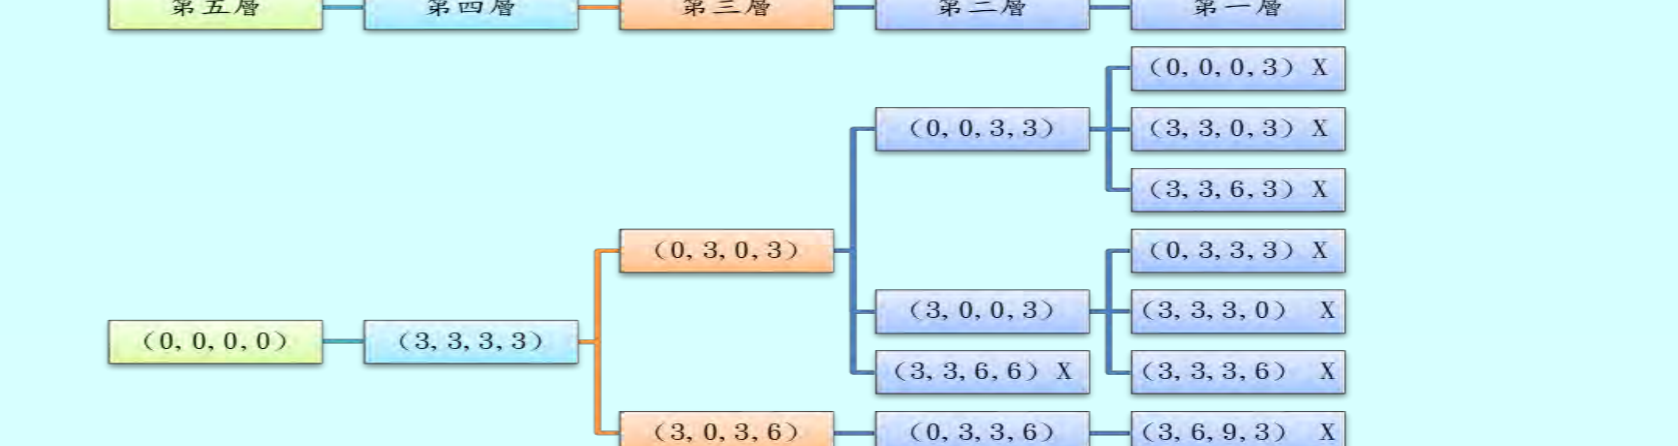 第五層 第四層 第三層 第二層 第一層
(0,0,0,3) X
(0,0,3,3) (3,3,0,3) X
(3,3,6,3) X
(0,3,0,3) (0,3,3,3) X
(3,0,0,3) (3,3,3,0) X
(0,0,0,0) (3,3,3,3)
(3,3,6,6) X (3,3,3,6) X
(3,0,3,6) (0,3,3,6) (3,6,9,3) X